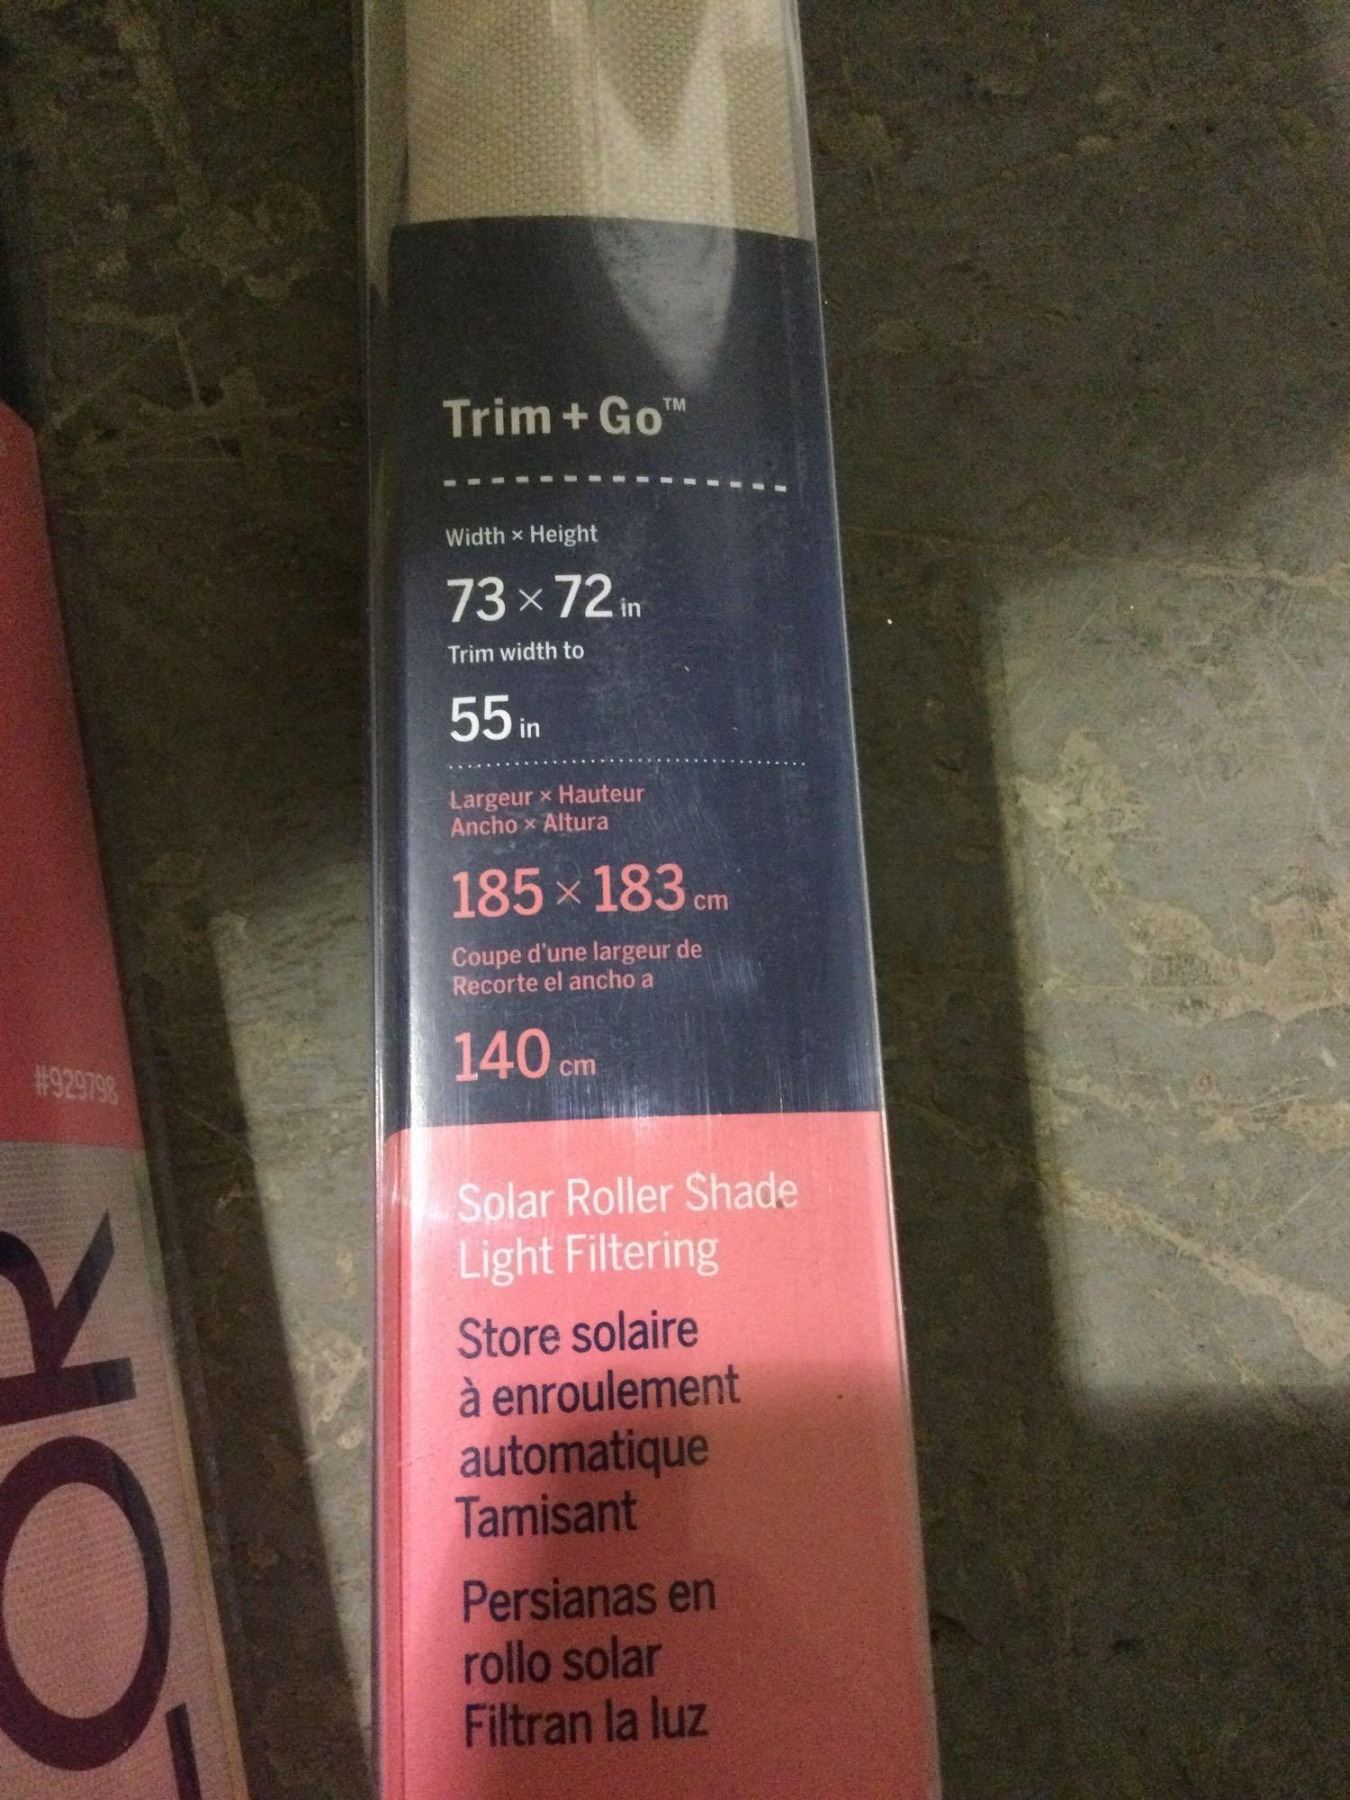 Trim + Go™
Width × Height
73 × 72 in
Trim width to
55 in
Largeur × Hauteur
Ancho × Altura
185 × 183 cm
Coupe d'une largeur de
Recorte el ancho a
140 cm
Solar Roller Shade
Light Filtering
Store solaire
à enroulement
automatique
Tamisant
Persianas en
rollo solar
Filtran la luz
#929798
OR